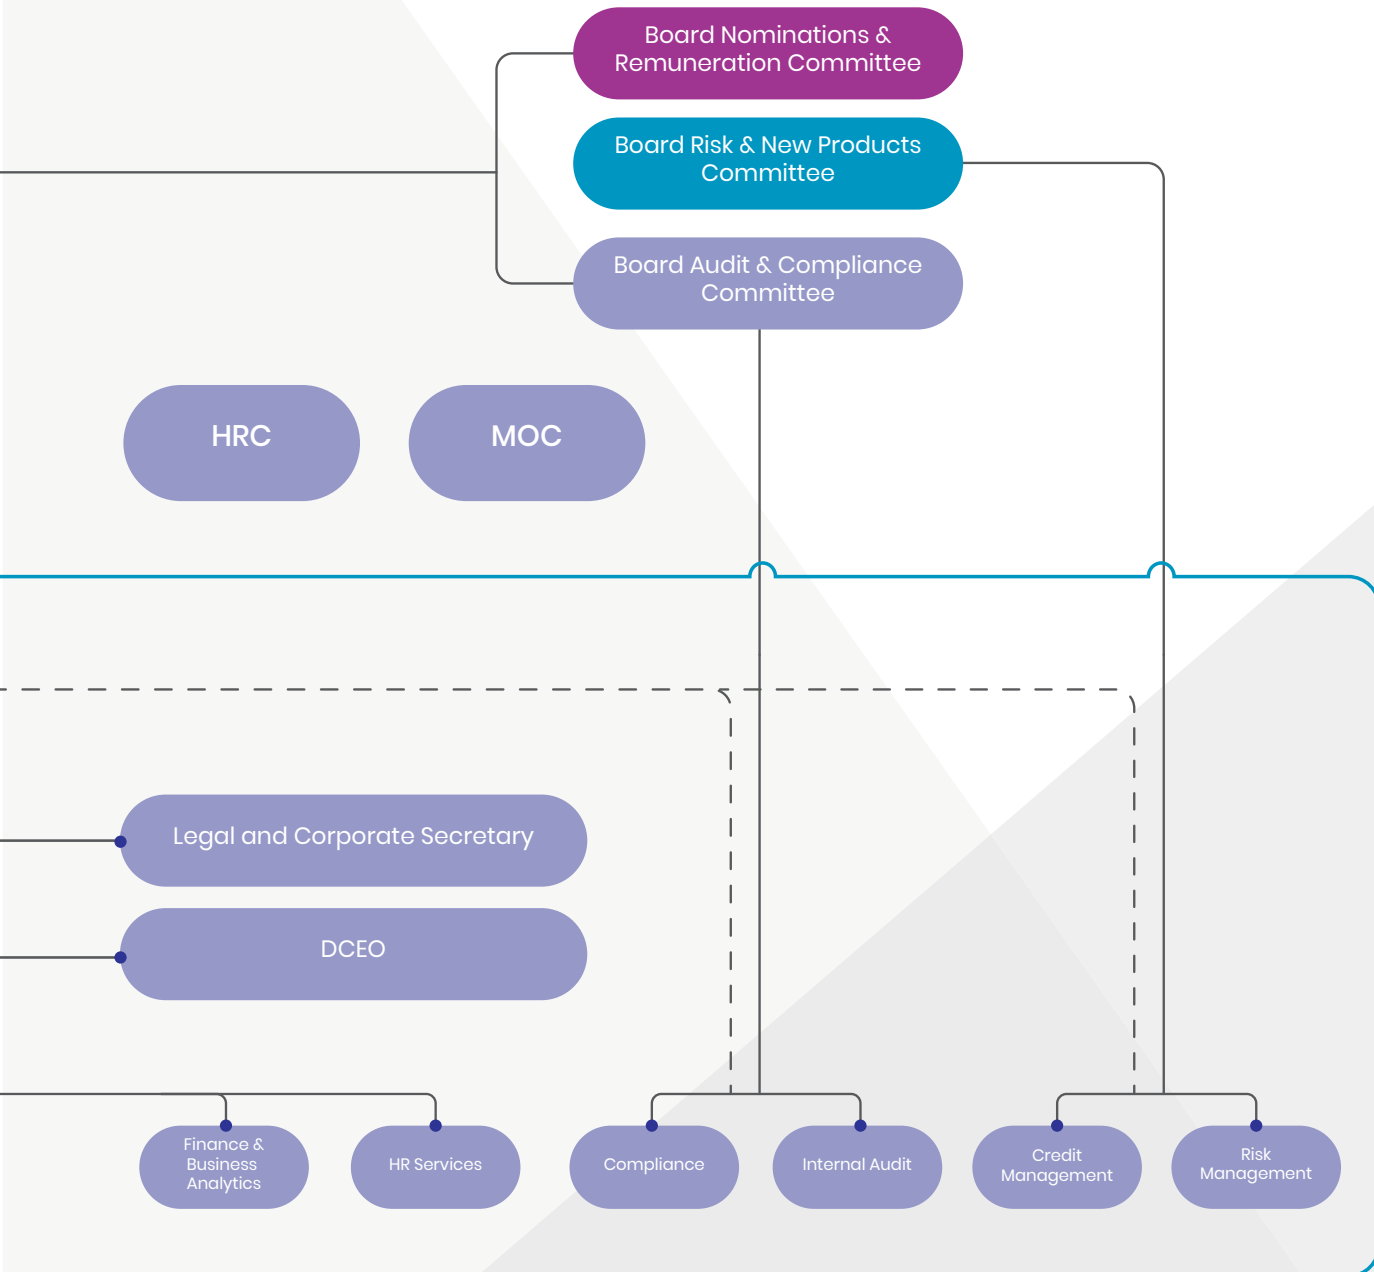 Board Nominations &
Remuneration Committee
Board Risk & New Products
Committee
Board Audit & Compliance
Committee
HRC
MOC
Legal and Corporate Secretary
DCEO
Finance &
Business
Analytics
HR Services
Compliance
Internal Audit
Credit
Management
Risk
Management